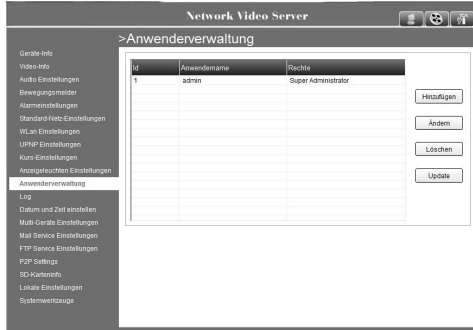 Network Video Server
>Anwenderverwaltung
Geräte-Info
Video-Info
Audio Einstellungen
Bewegungsmelder
Alarmeinstellungen
Standard-Netz-Einstellungen
WLan Einstellungen
UPNP Einstellungen
Kurs-Einstellungen
Anzeigeleuchten Einstellungen
Anwenderverwaltung
Log
Datum und Zeit einstellen
Multi-Geräte Einstellungen
Mail Service Einstellungen
FTP Service Einstellungen
P2P Settings
SD-Karteninfo
Lokale Einstellungen
Systemwerkzeuge
Id Anwendername Rechte
1 admin Super Administrator
Hinzufügen
Ändern
Löschen
Update